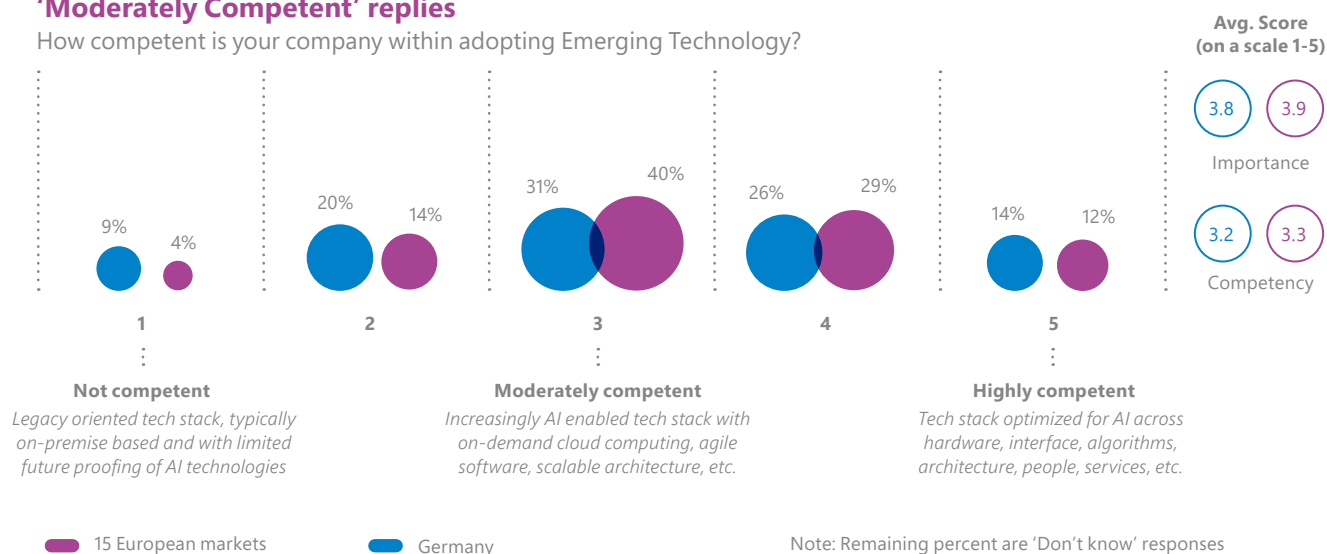 'Moderately Competent' replies
How competent is your company within adopting Emerging Technology?
Avg. Score
(on a scale 1-5)
3.8 3.9
Importance
3.2 3.3
Competency
9% 4%
20% 14%
31% 40%
26% 29%
14% 12%
1 2 3 4 5
Not competent
Legacy oriented tech stack, typically
on-premise based and with limited
future proofing of AI technologies
Moderately competent
Increasingly AI enabled tech stack with
on-demand cloud computing, agile
software, scalable architecture, etc.
Highly competent
Tech stack optimized for AI across
hardware, interface, algorithms,
architecture, people, services, etc.
15 European markets
Germany
Note: Remaining percent are 'Don't know' responses